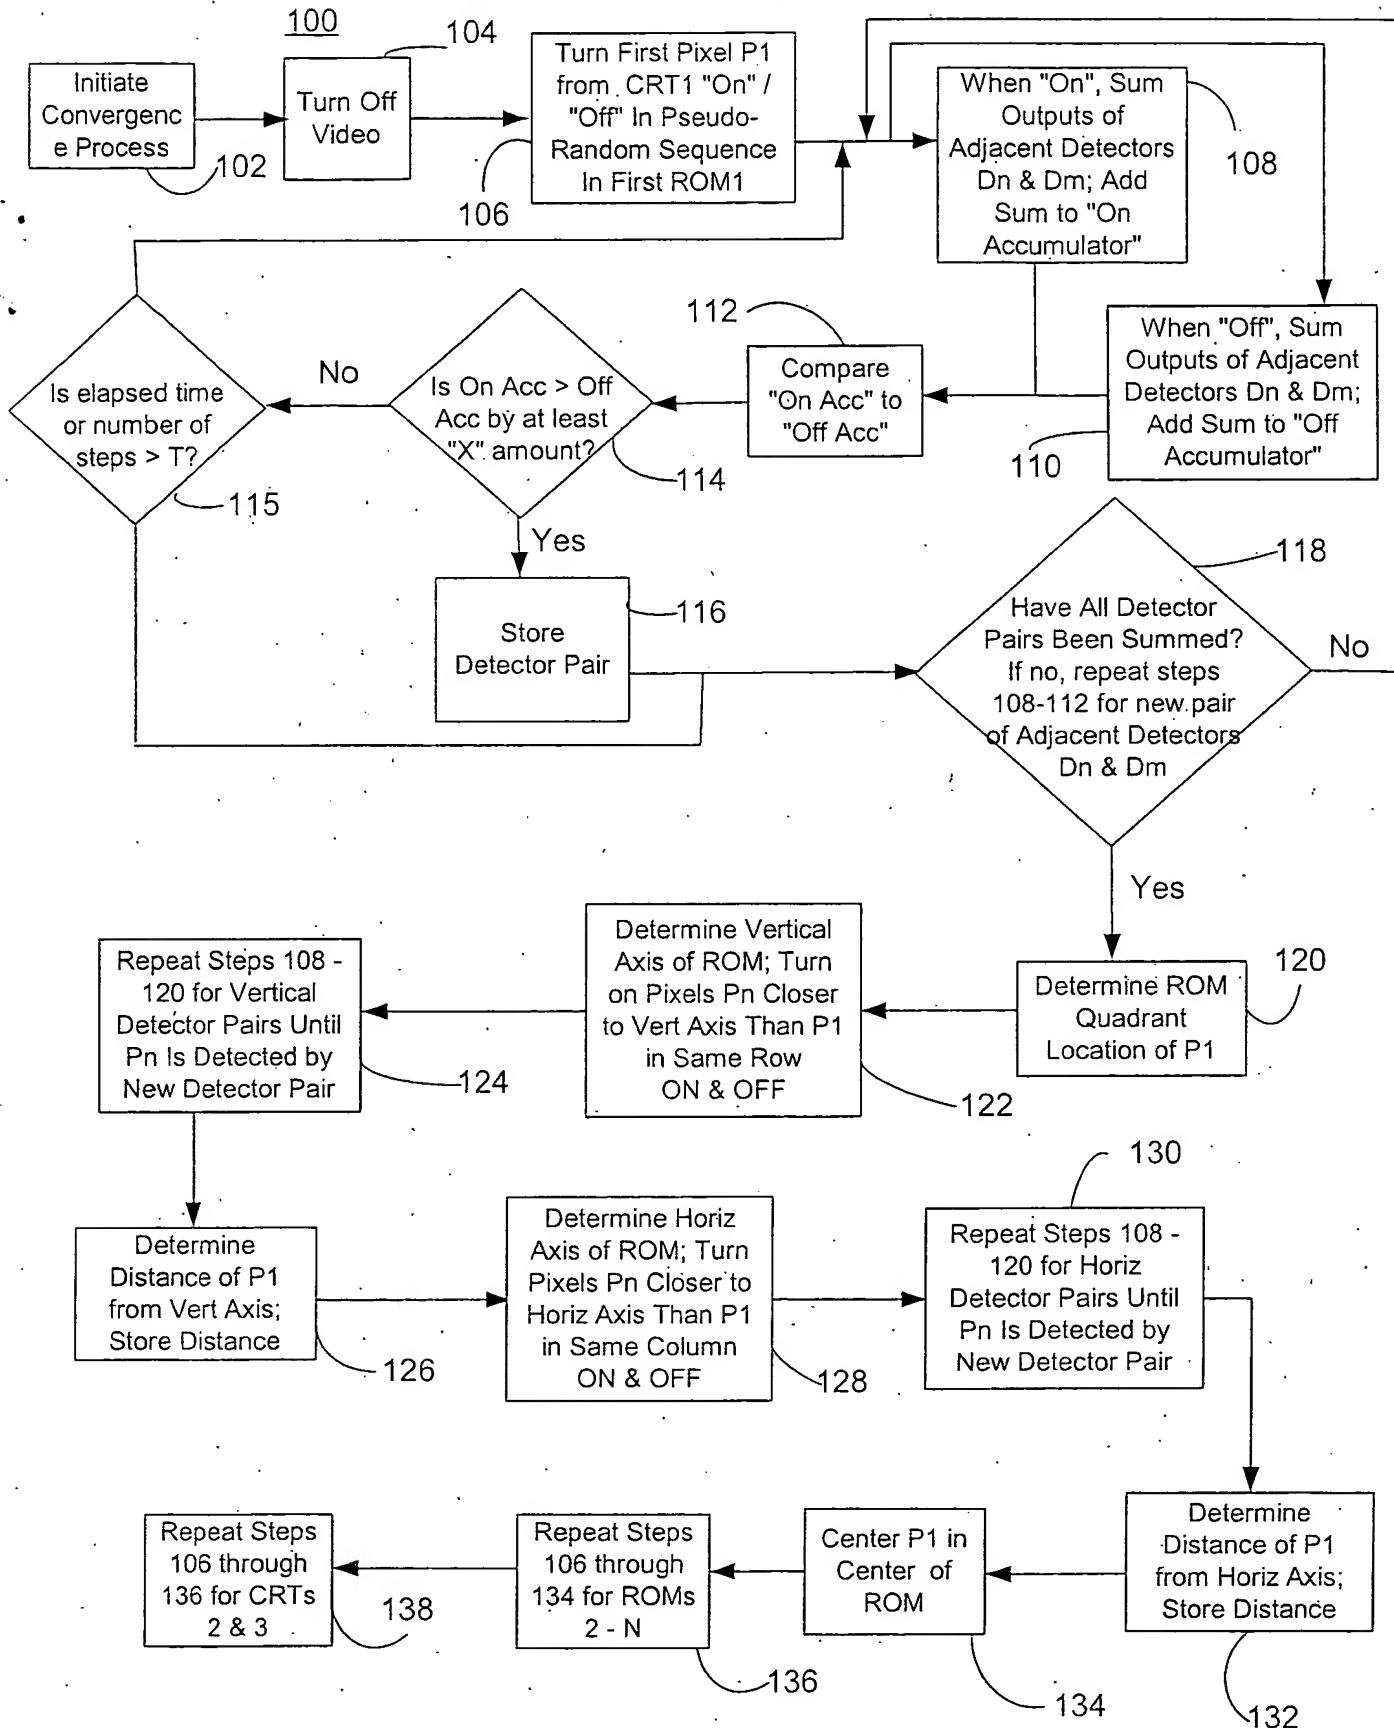 100
Initiate
Convergenc
e Process
102
104
Turn Off
Video
Turn First Pixel P1
from CRT1 "On" /
"Off" In Pseudo-
Random Sequence
In First ROM1
106
When "On", Sum
Outputs of
Adjacent Detectors
Dn & Dm; Add
Sum to "On
Accumulator"
108
When "Off", Sum
Outputs of Adjacent
Detectors Dn & Dm;
Add Sum to "Off
Accumulator"
110
112
Compare
"On Acc" to
"Off Acc"
Is On Acc > Off
Acc by at least
"X" amount?
114
No
Is elapsed time
or number of
steps > T?
115
Yes
Store
Detector Pair
116
118
Have All Detector
Pairs Been Summed?
If no, repeat steps
108-112 for new pair
of Adjacent Detectors
Dn & Dm
No
Yes
Determine ROM
Quadrant
Location of P1
120
Determine Vertical
Axis of ROM; Turn
on Pixels Pn Closer
to Vert Axis Than P1
in Same Row
ON & OFF
122
Repeat Steps 108 -
120 for Vertical
Detector Pairs Until
Pn Is Detected by
New Detector Pair
124
Determine
Distance of P1
from Vert Axis;
Store Distance
126
Determine Horiz
Axis of ROM; Turn
Pixels Pn Closer to
Horiz Axis Than P1
in Same Column
ON & OFF
128
130
Repeat Steps 108 -
120 for Horiz
Detector Pairs Until
Pn Is Detected by
New Detector Pair
Determine
Distance of P1
from Horiz Axis;
Store Distance
132
Center P1 in
Center of
ROM
134
Repeat Steps
106 through
134 for ROMs
2 - N
136
Repeat Steps
106 through
136 for CRTs
2 & 3
138